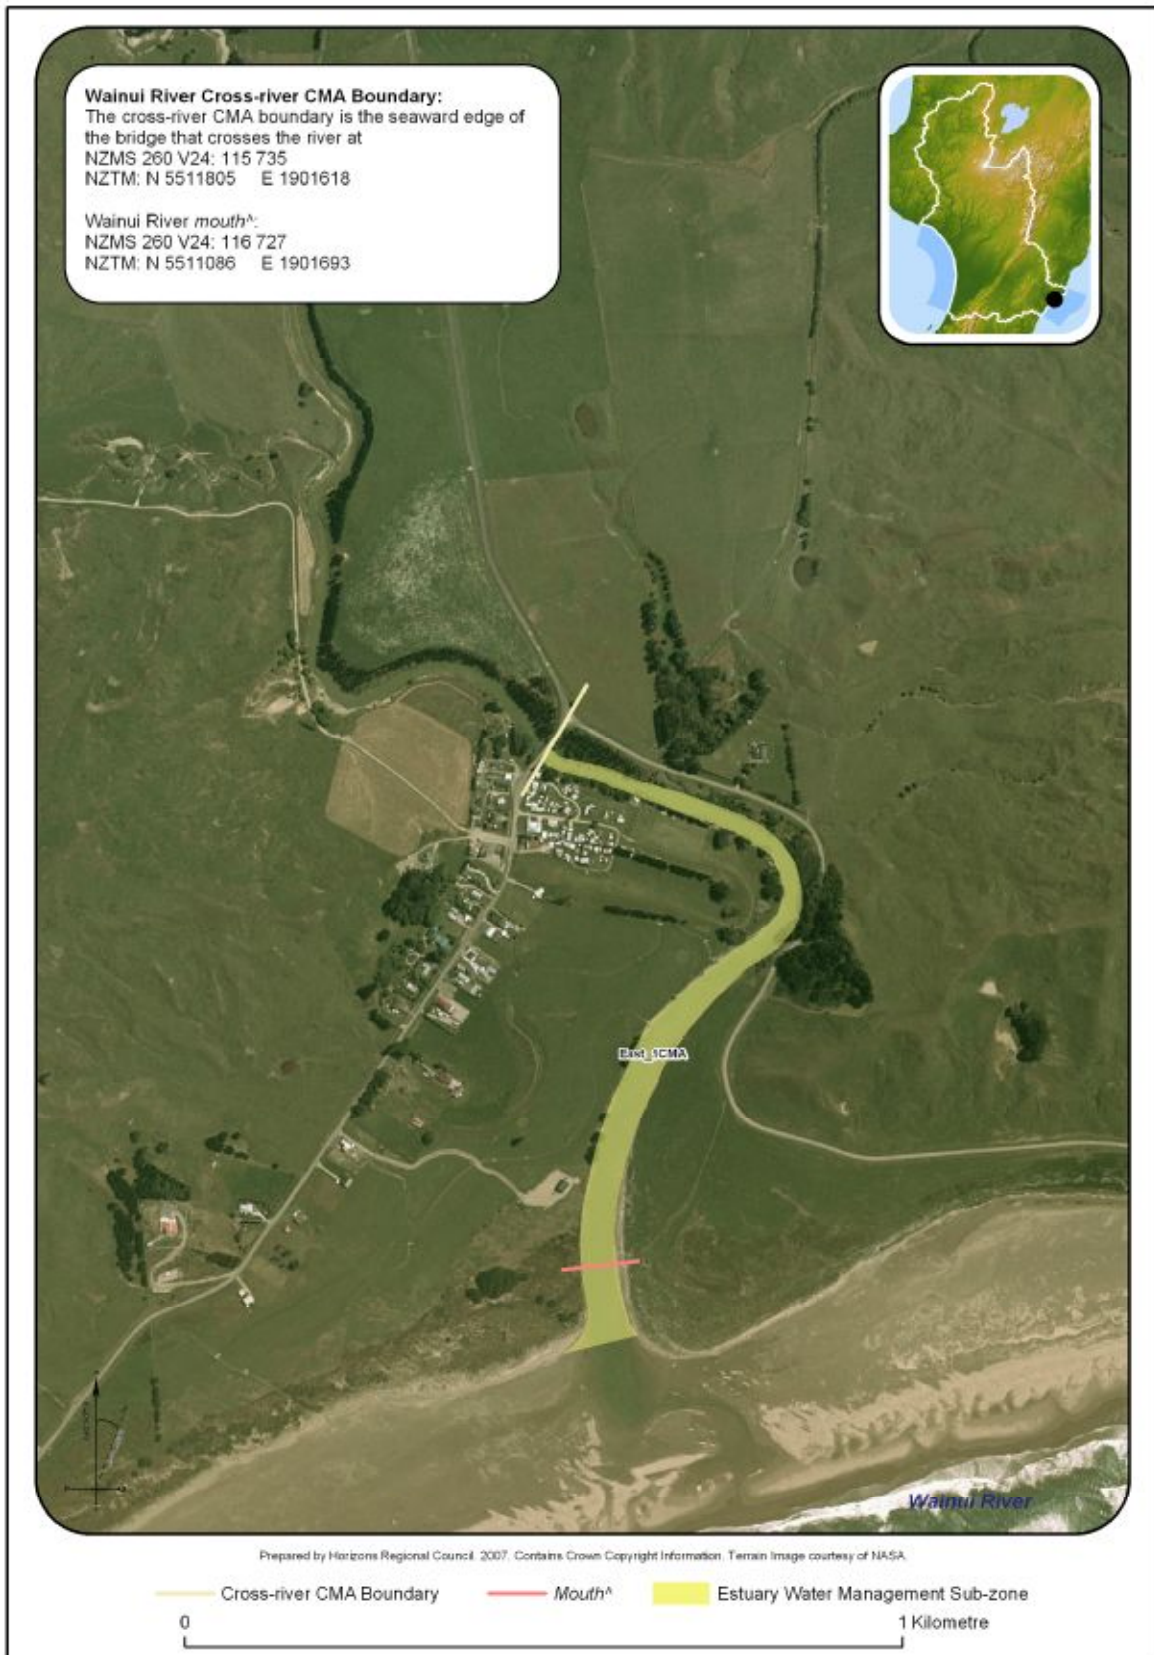 Wainui River Cross-river CMA Boundary:
The cross-river CMA boundary is the seaward edge of
the bridge that crosses the river at
NZMS 260 V24: 115 735
NZTM: N 5511805 E 1901618
Wainui River mouth^:
NZMS 260 V24: 116 727
NZTM: N 5511086 E 1901693
East_1CMA
Wainui River
Prepared by Horizons Regional Council. 2007. Contains Crown Copyright Information. Terrain Image courtesy of NASA.
Cross-river CMA Boundary
Mouth^
Estuary Water Management Sub-zone
0
1 Kilometre